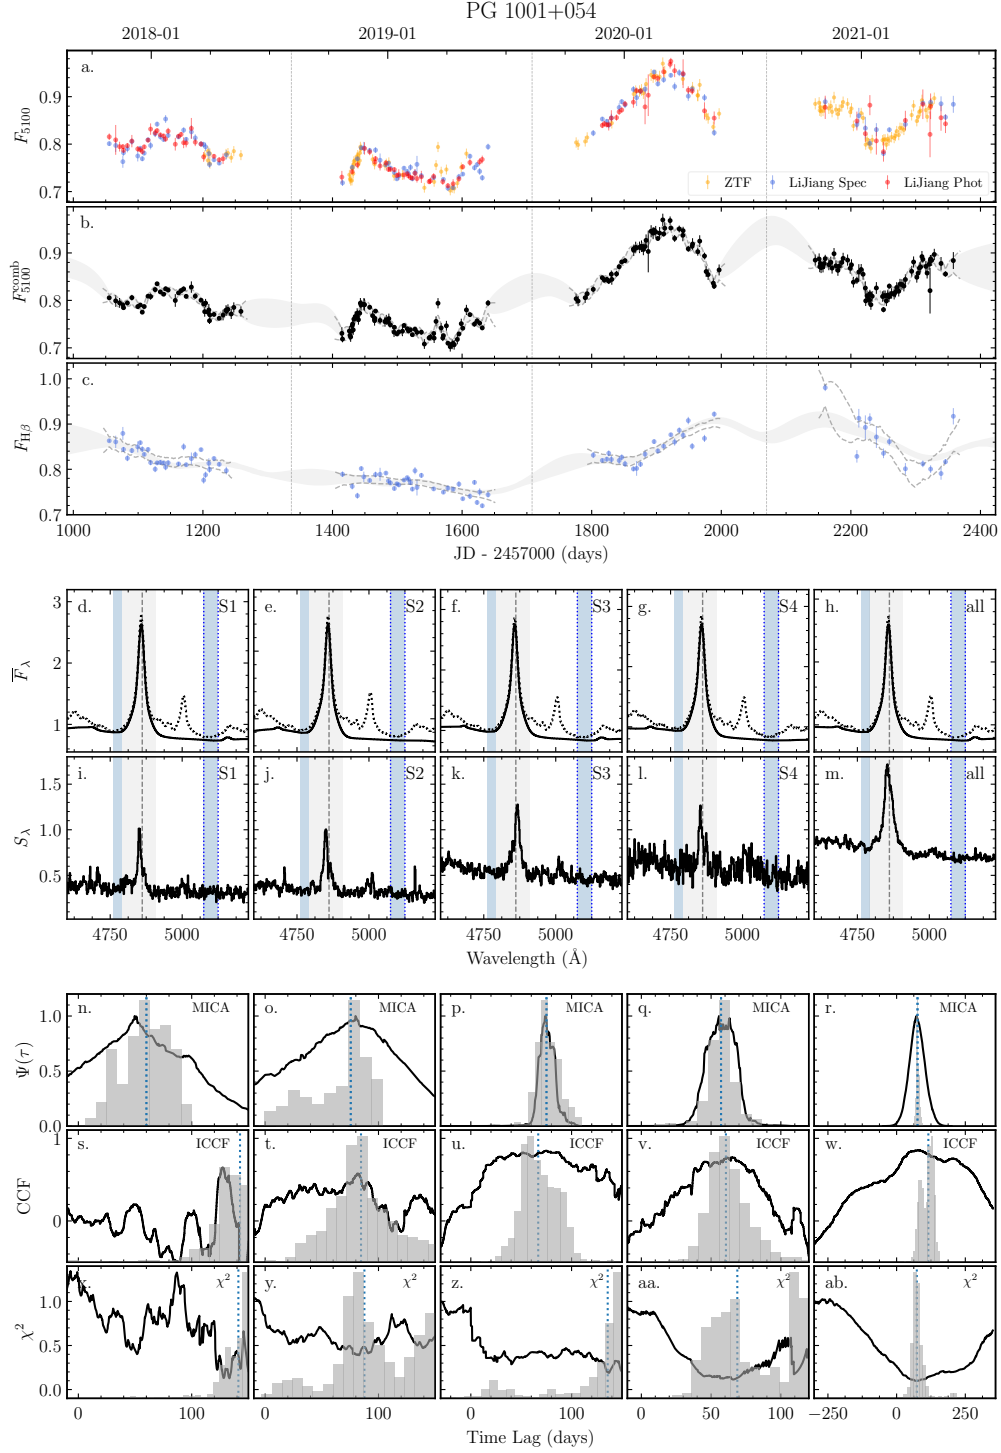 PG 1001+054
2018-01 2019-01 2020-01 2021-01
a.
F5100
0.9
0.8
0.7
ZTF LiJiang Spec LiJiang Phot
b.
F5100comb
0.9
0.8
0.7
c.
FHβ
1.0
0.9
0.8
0.7
1000 1200 1400 1600 1800 2000 2200 2400
JD - 2457000 (days)
d. S1 e. S2 f. S3 g. S4 h. all
F̅λ
3
2
1
i. S1 j. S2 k. S3 l. S4 m. all
Sλ
1.5
1.0
0.5
4750 5000 4750 5000 4750 5000 4750 5000 4750 5000
Wavelength (Å)
n. MICA o. MICA p. MICA q. MICA r. MICA
Ψ(τ)
1.0
0.5
0.0
s. ICCF t. ICCF u. ICCF v. ICCF w. ICCF
CCF
1
0
x. χ² y. χ² z. χ² aa. χ² ab. χ²
χ²
1.0
0.5
0.0
0 100 0 100 0 100 0 50 100 −250 0 250
Time Lag (days)